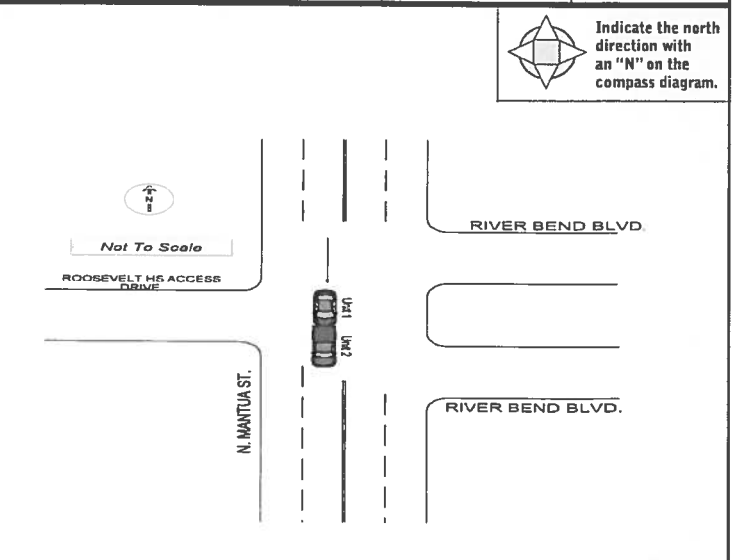 Indicate the north
direction with
an "N" on the
compass diagram.
N
Not To Scale
RIVER BEND BLVD.
ROOSEVELT HS ACCESS
DRIVE
Unit 1
Unit 2
N. MANTUA ST.
RIVER BEND BLVD.